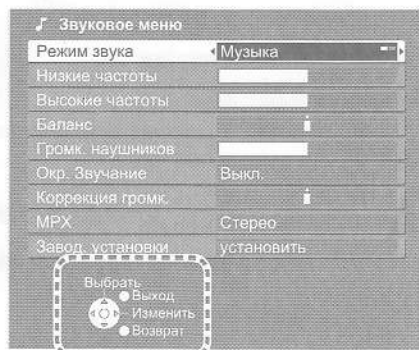 Звуковое меню
Режим звука Музыка
Низкие частоты
Высокие частоты
Баланс
Громк. наушников
Окр. Звучание Выкл.
Коррекция громк.
MPX Стерео
Завод. установки установить
Выбрать
Выход
Изменить
Возврат